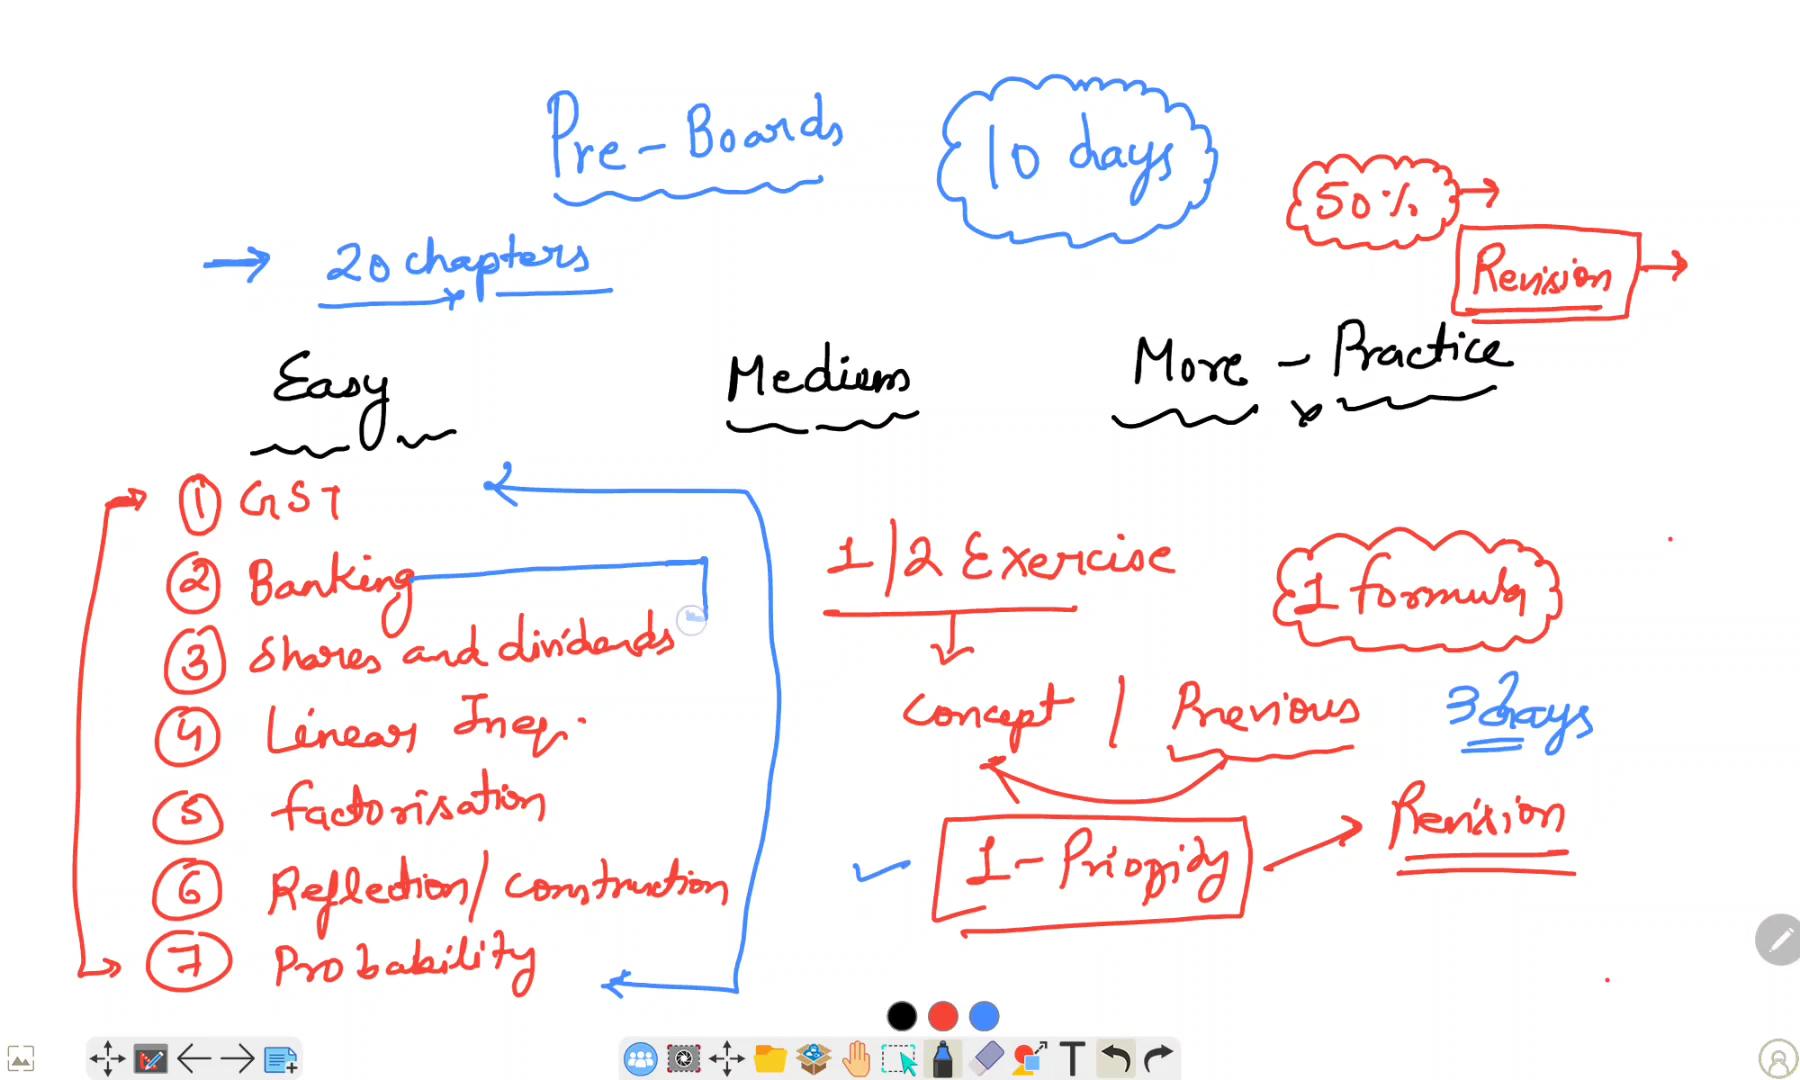 Pre-Boards
10 days
50%
Revision
20 chapters
Easy
Medium
More - Practice
1 GST
2 Banking
3 Shares and dividends
4 Linear Ineq.
5 factorisation
6 Reflection/construction
7 Probability
1/2 Exercise
1 formula
concept / Previous
3 days
1-Priority
Revision
T